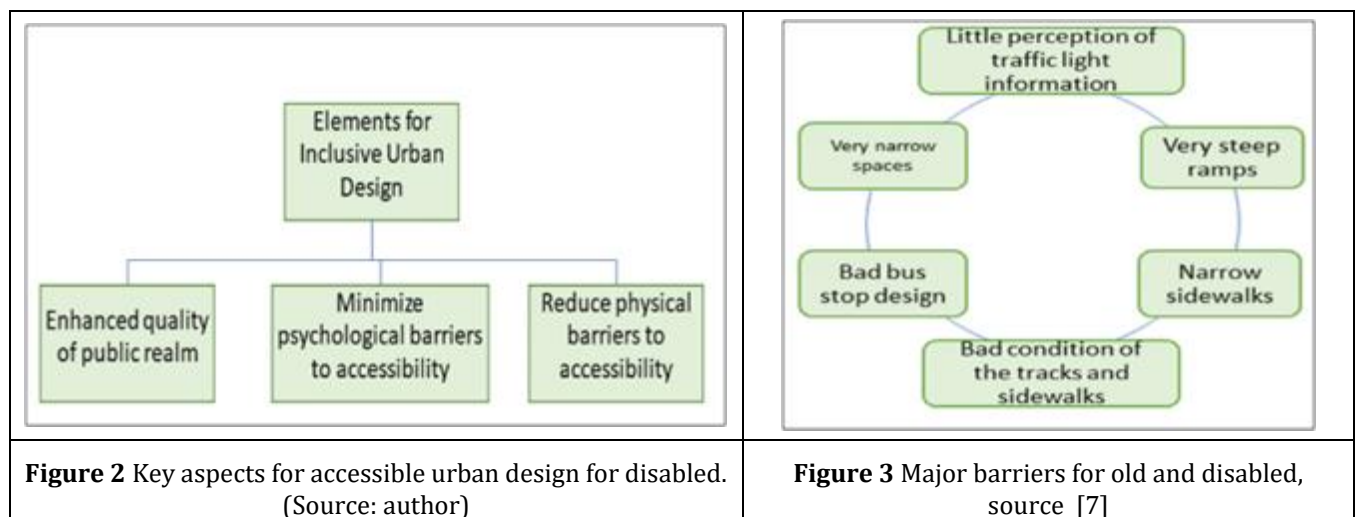 Elements for
Inclusive Urban
Design
Enhanced quality
of public realm
Minimize
psychological barriers
to accessibility
Reduce physical
barriers to
accessibility
Figure 2 Key aspects for accessible urban design for disabled.
(Source: author)
Little perception of
traffic light
information
Very steep
ramps
Narrow
sidewalks
Bad condition of
the tracks and
sidewalks
Bad bus
stop design
Very narrow
spaces
Figure 3 Major barriers for old and disabled,
source [7]